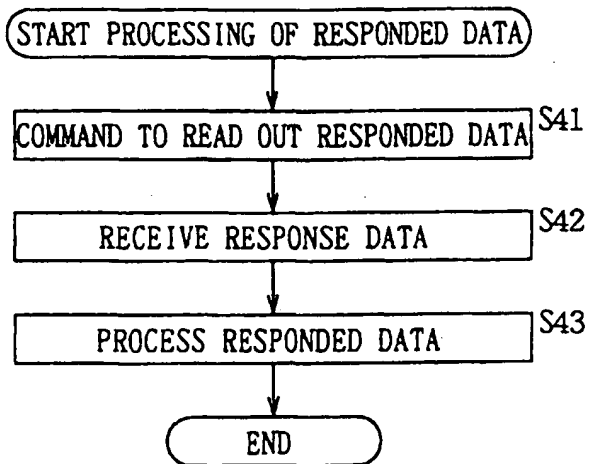 START PROCESSING OF RESPONDED DATA
COMMAND TO READ OUT RESPONDED DATA S41
RECEIVE RESPONSE DATA S42
PROCESS RESPONDED DATA S43
END